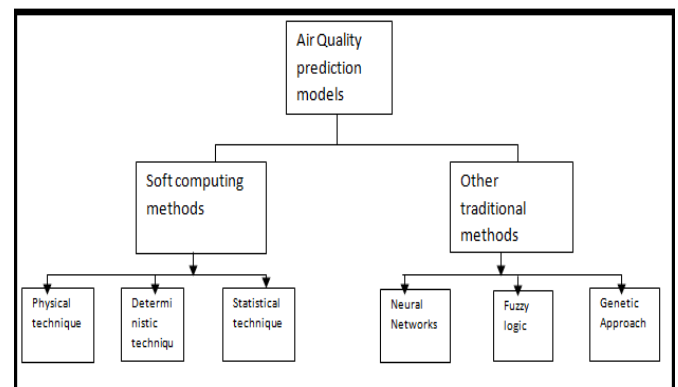 Air Quality
prediction
models
Soft computing
methods
Other
traditional
methods
Physical
technique
Determi
nistic
techniqu
Statistical
technique
Neural
Networks
Fuzzy
logic
Genetic
Approach